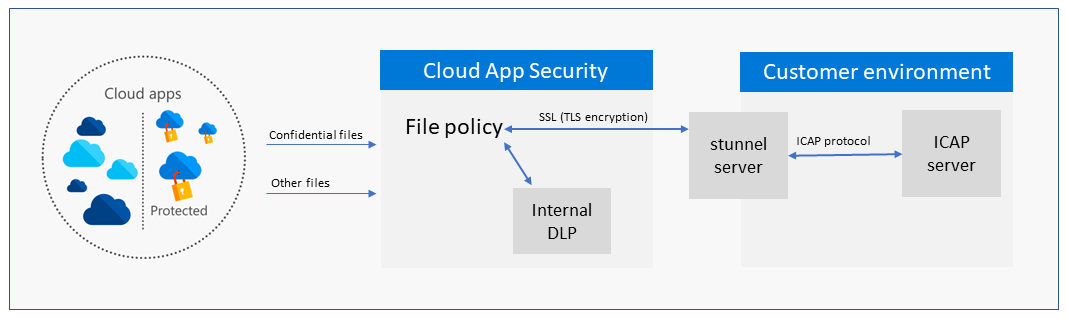 Cloud apps
Protected
Confidential files
Other files
Cloud App Security
File policy
Internal
DLP
SSL (TLS encryption)
Customer environment
stunnel
server
ICAP protocol
ICAP
server